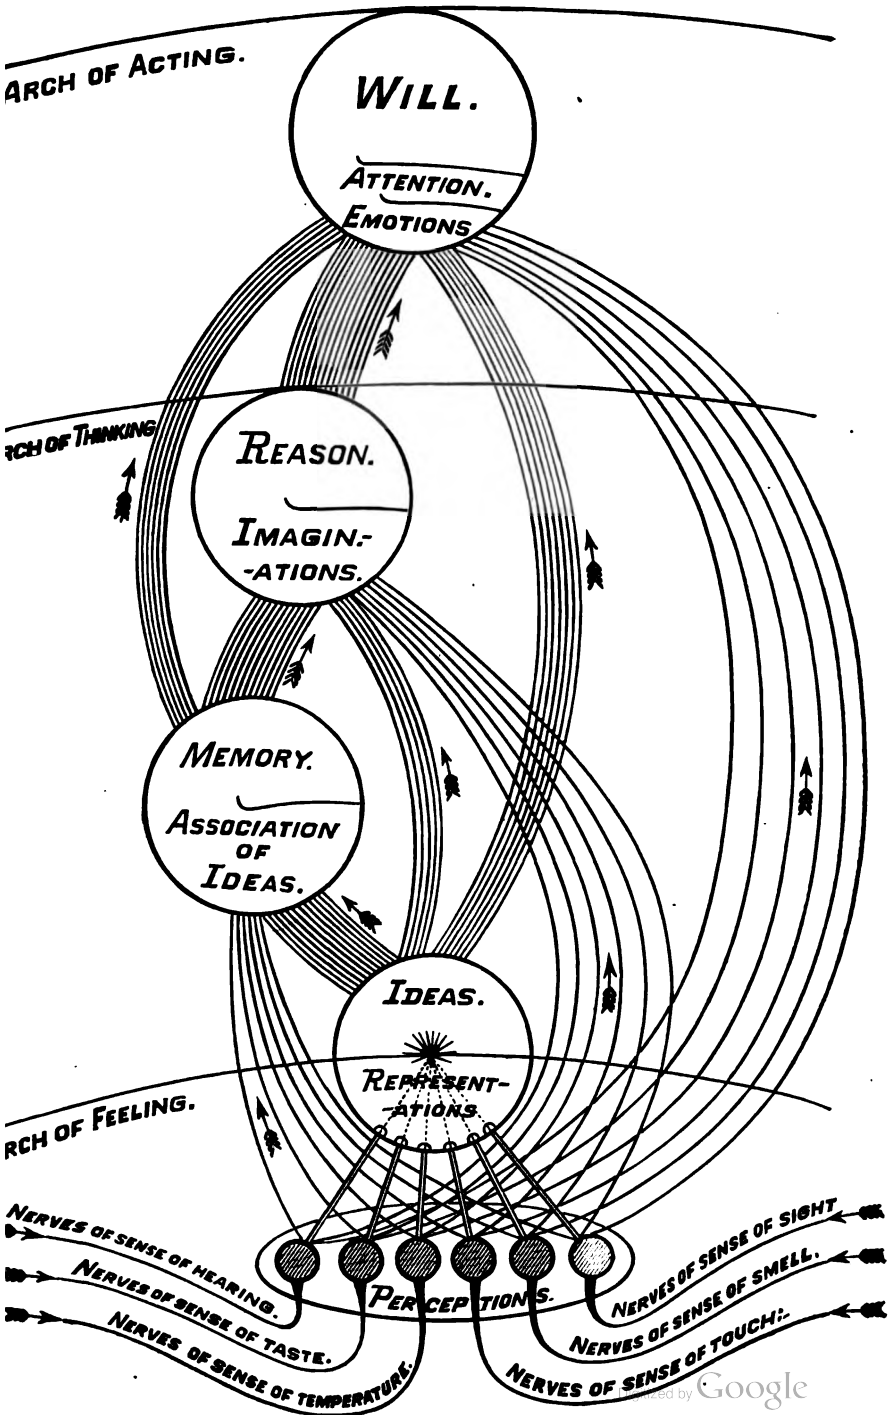 ARCH OF ACTING.
WILL.
ATTENTION.
EMOTIONS
RCH OF THINKING
REASON.
IMAGIN:-
-ATIONS.
MEMORY.
ASSOCIATION
OF
IDEAS.
IDEAS.
REPRESENT-
-ATIONS
RCH OF FEELING.
NERVES OF SENSE OF HEARING.
NERVES OF SENSE OF TASTE.
NERVES OF SENSE OF TEMPERATURE.
PERCEPTIONS.
NERVES OF SENSE OF SIGHT
NERVES OF SENSE OF SMELL.
NERVES OF SENSE OF TOUCH:-
Digitized by Google